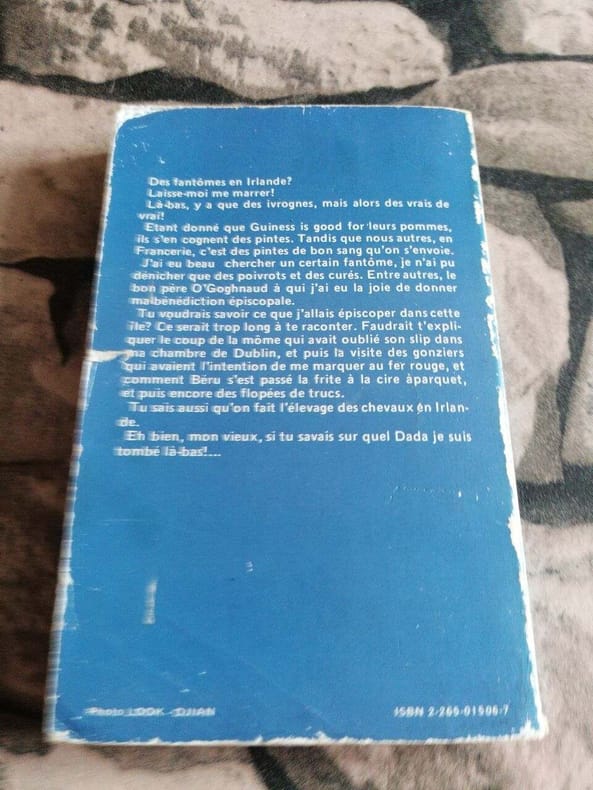 Des fantômes en Irlande?
Laisse-moi me marrer!
Là-bas, y a que des ivrognes, mais alors des vrais de
vrai!
Etant donné que Guiness is good for leurs pommes,
ils s'en cognent des pintes. Tandis que nous autres, en
Francerie, c'est des pintes de bon sang qu'on s'envoie.
J'ai eu beau chercher un certain fantôme, je n'ai pu
dénicher que des poivrots et des curés. Entre autres, le
bon père O'Goghnaud à qui j'ai eu la joie de donner
malbénédiction épiscopale.
Tu voudrais savoir ce que j'allais épiscoper dans cette
île? Ce serait trop long à te raconter. Faudrait t'expli-
quer le coup de la môme qui avait oublié son slip dans
ma chambre de Dublin, et puis la visite des gonziers
qui avaient l'intention de me marquer au fer rouge, et
comment Béru s'est passé la frite à la cire àparquet,
et puis encore des flopées de trucs.
Tu sais aussi qu'on fait l'élevage des chevaux en Irlan-
de.
Eh bien, mon vieux, si tu savais sur quel Dada je suis
tombé là-bas!...
Photo LOOK - DJIAN
ISBN 2-265-01506-7